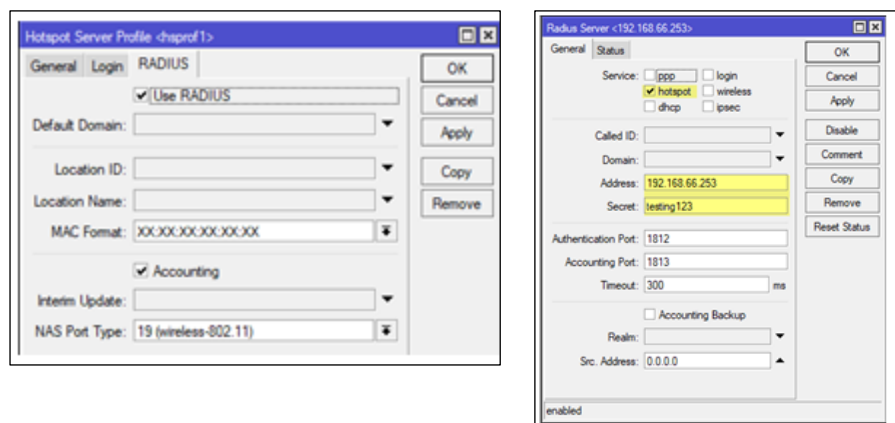 Hotspot Server Profile <hsprof1>
General Login RADIUS
Use RADIUS
Default Domain:
Location ID:
Location Name:
MAC Format: XX:XX:XX:XX:XX:XX
Accounting
Interim Update:
NAS Port Type: 19 (wireless-802.11)
OK
Cancel
Apply
Copy
Remove
Radius Server <192.168.66.253>
General Status
Service: ppp login
hotspot wireless
dhcp ipsec
Called ID:
Domain:
Address: 192.168.66.253
Secret: testing123
Authentication Port: 1812
Accounting Port: 1813
Timeout: 300 ms
Accounting Backup
Realm:
Src. Address: 0.0.0.0
enabled
OK
Cancel
Apply
Disable
Comment
Copy
Remove
Reset Status